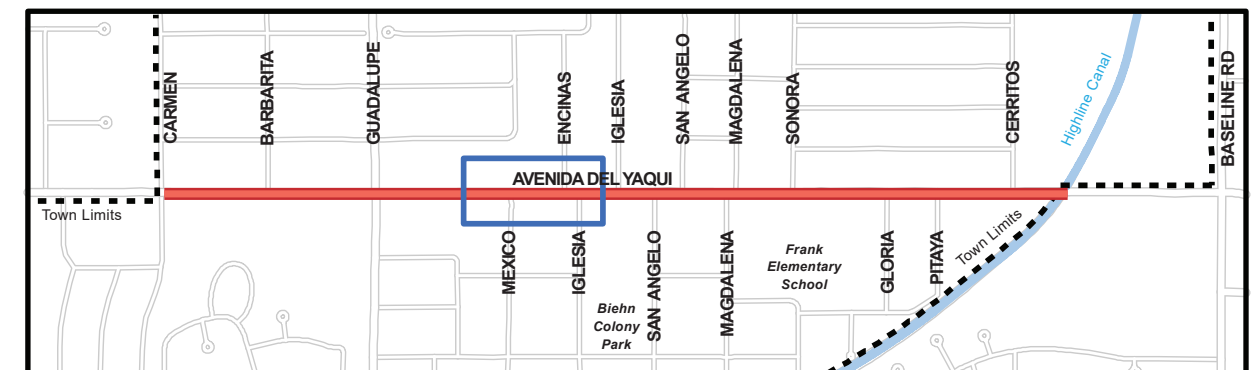 CARMEN
BARBARITA
GUADALUPE
ENCINAS
IGLESIA
SAN ANGELO
MAGDALENA
SONORA
CERRITOS
Highline Canal
BASELINE RD
AVENIDA DEL YAQUI
Town Limits
MEXICO
IGLESIA
Biehn
Colony
Park
SAN ANGELO
MAGDALENA
Frank
Elementary
School
GLORIA
PITAYA
Town Limits